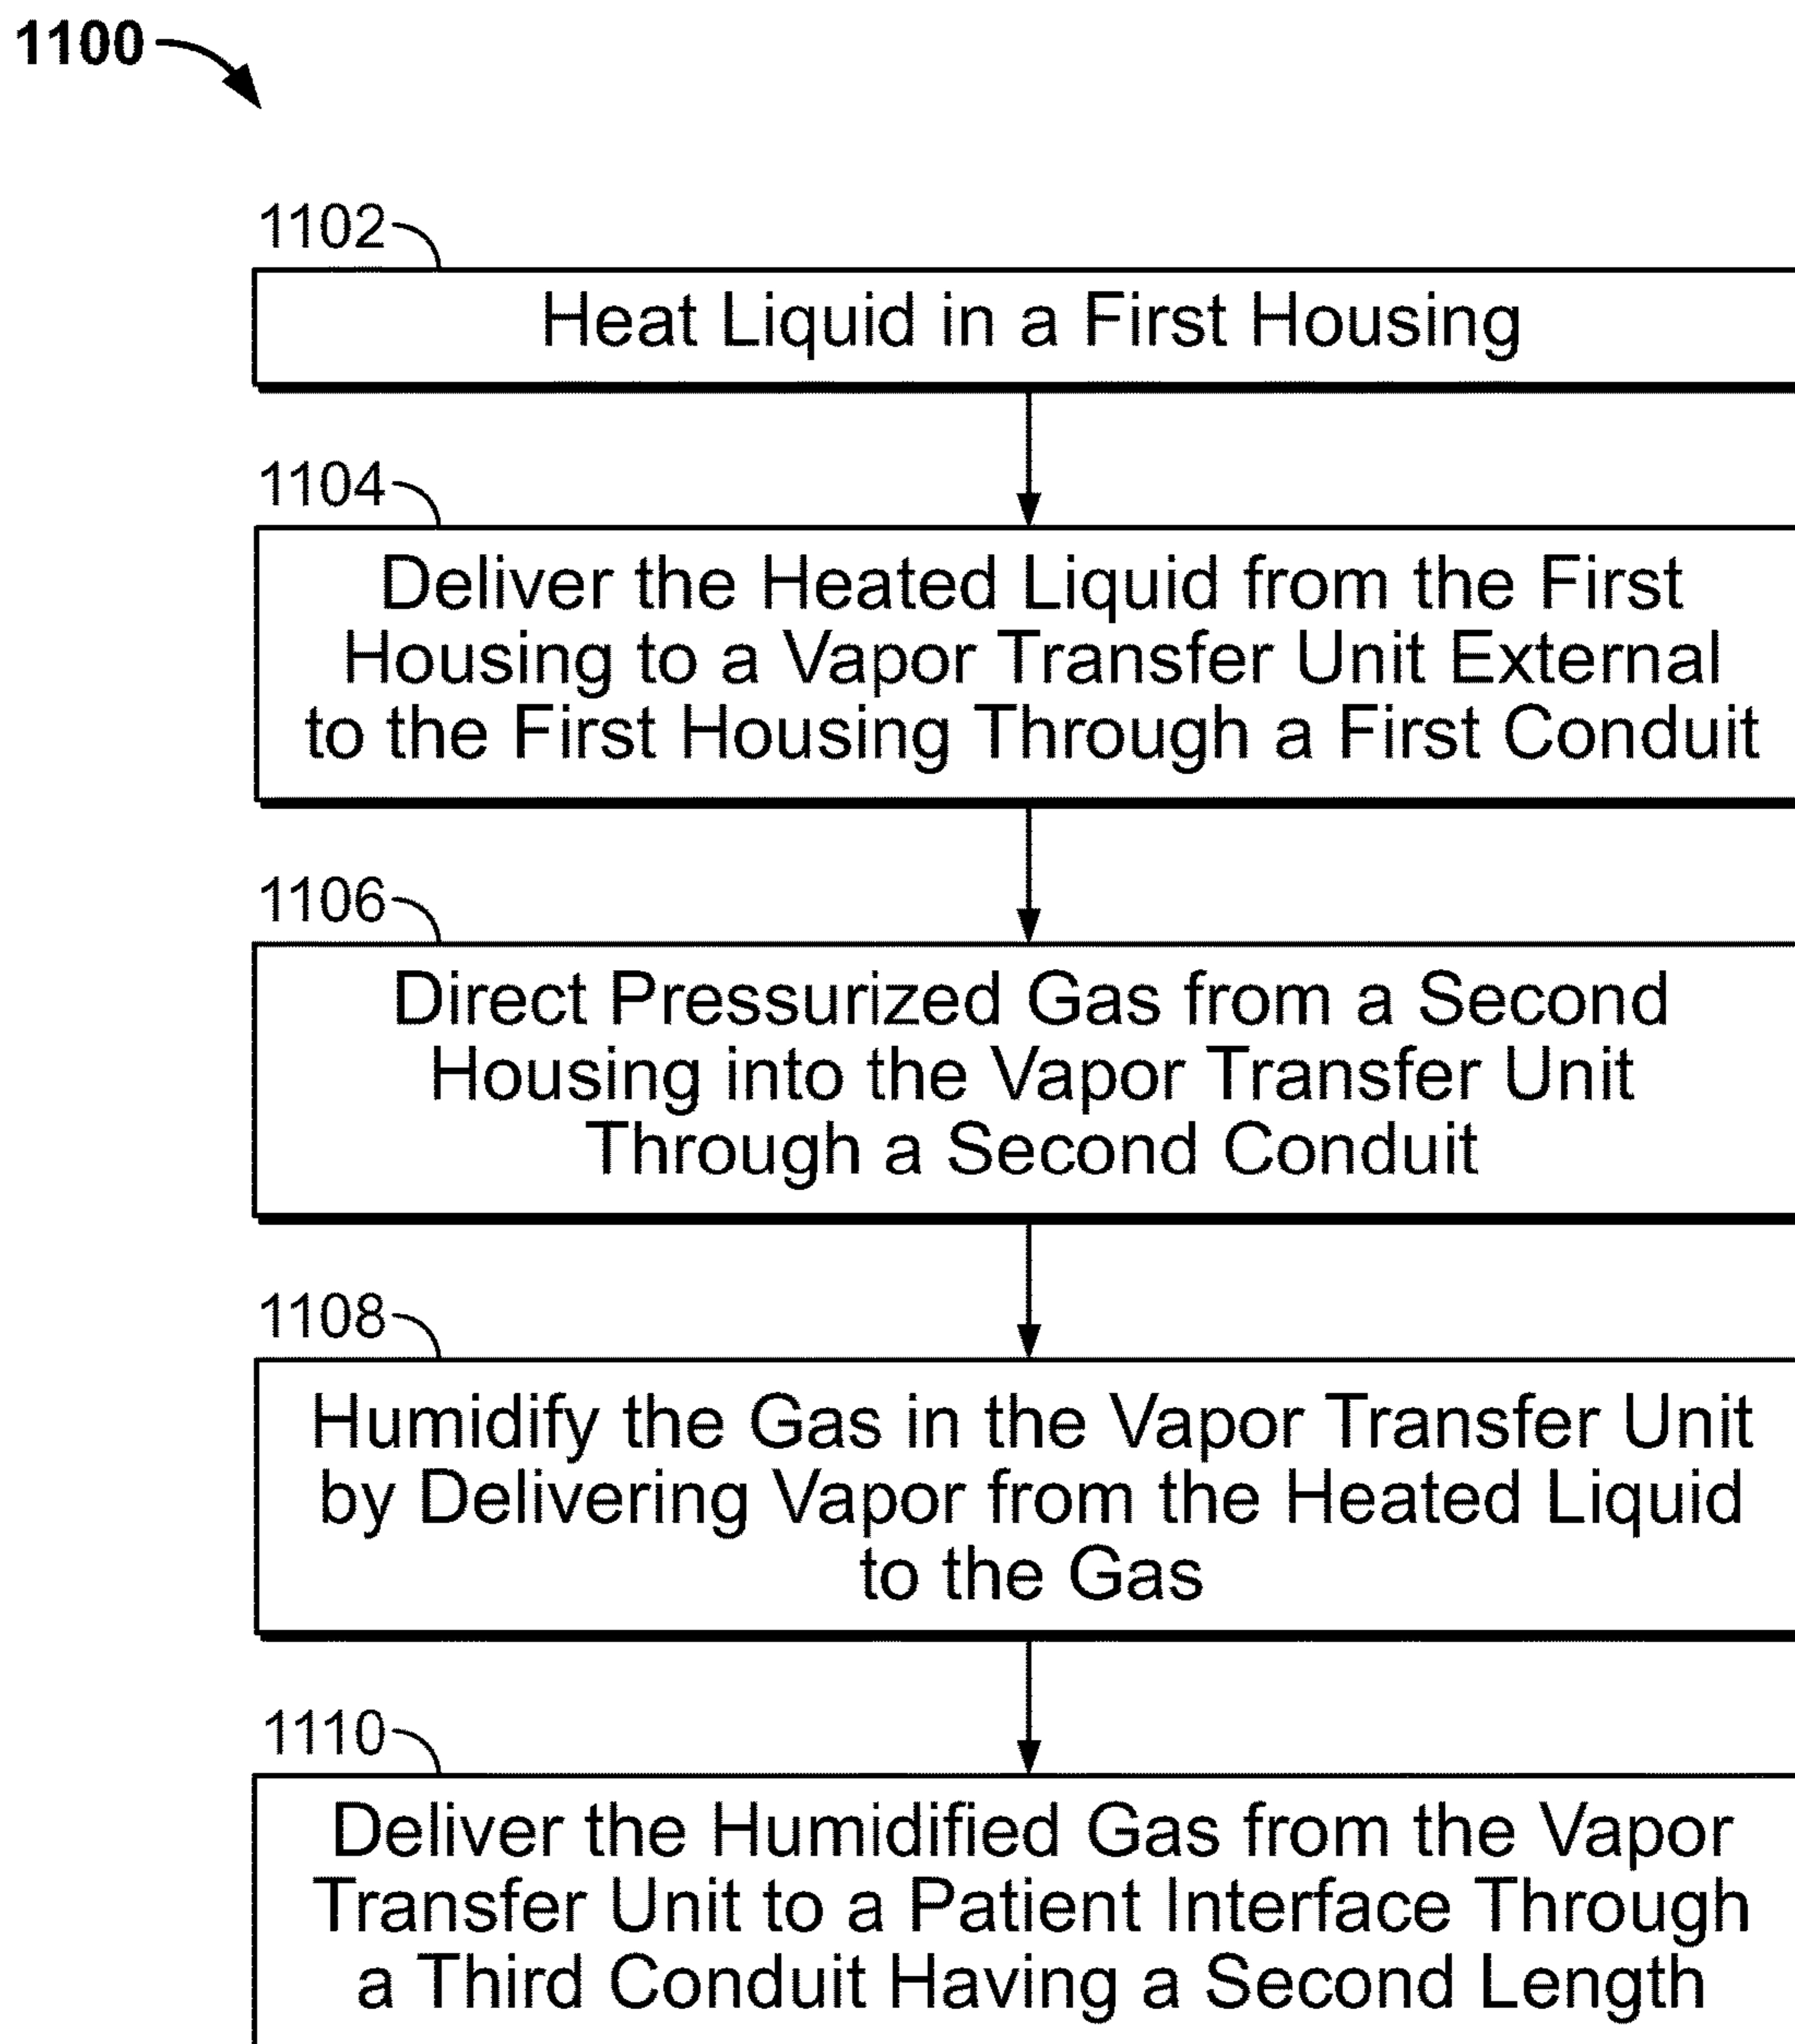 1100
1102
Heat Liquid in a First Housing
1104
Deliver the Heated Liquid from the First
Housing to a Vapor Transfer Unit External
to the First Housing Through a First Conduit
1106
Direct Pressurized Gas from a Second
Housing into the Vapor Transfer Unit
Through a Second Conduit
1108
Humidify the Gas in the Vapor Transfer Unit
by Delivering Vapor from the Heated Liquid
to the Gas
1110
Deliver the Humidified Gas from the Vapor
Transfer Unit to a Patient Interface Through
a Third Conduit Having a Second Length